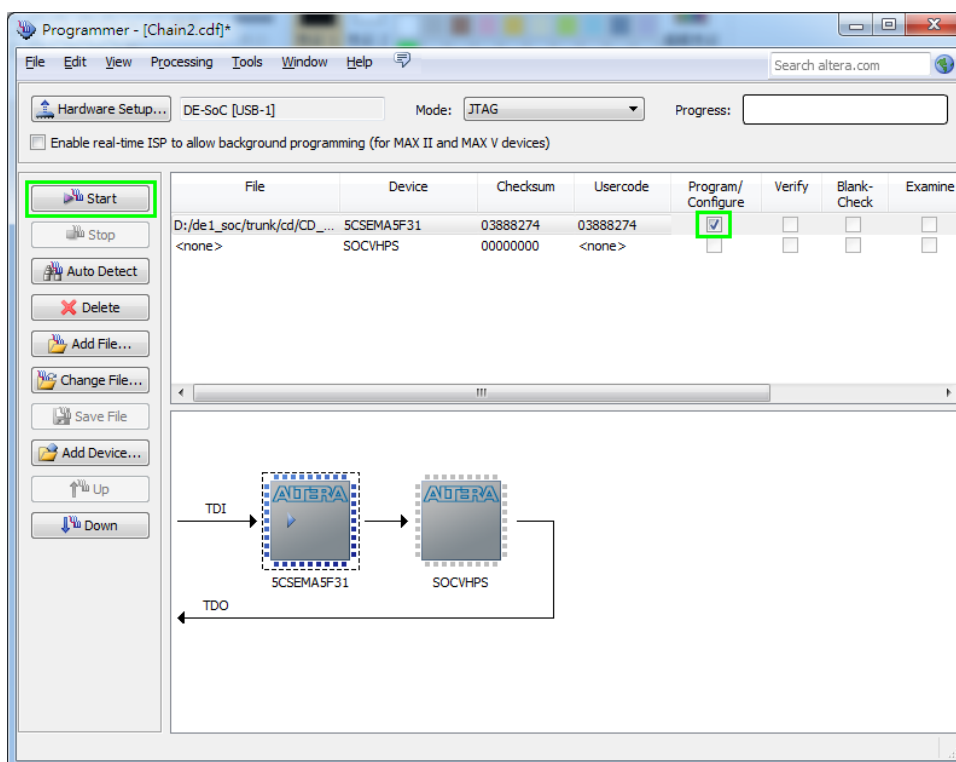 Programmer - [Chain2.cdf]*
File Edit View Processing Tools Window Help
Search altera.com
Hardware Setup... DE-SoC [USB-1] Mode: JTAG Progress:
Enable real-time ISP to allow background programming (for MAX II and MAX V devices)
Start
Stop
Auto Detect
Delete
Add File...
Change File...
Save File
Add Device...
Up
Down
File Device Checksum Usercode Program/ Verify Blank- Examine
Configure Check
D:/de1_soc/trunk/cd/CD_... 5CSEMA5F31 03888274 03888274
<none> SOCVHPS 00000000 <none>
ALTERA ALTERA
TDI
5CSEMA5F31 SOCVHPS
TDO